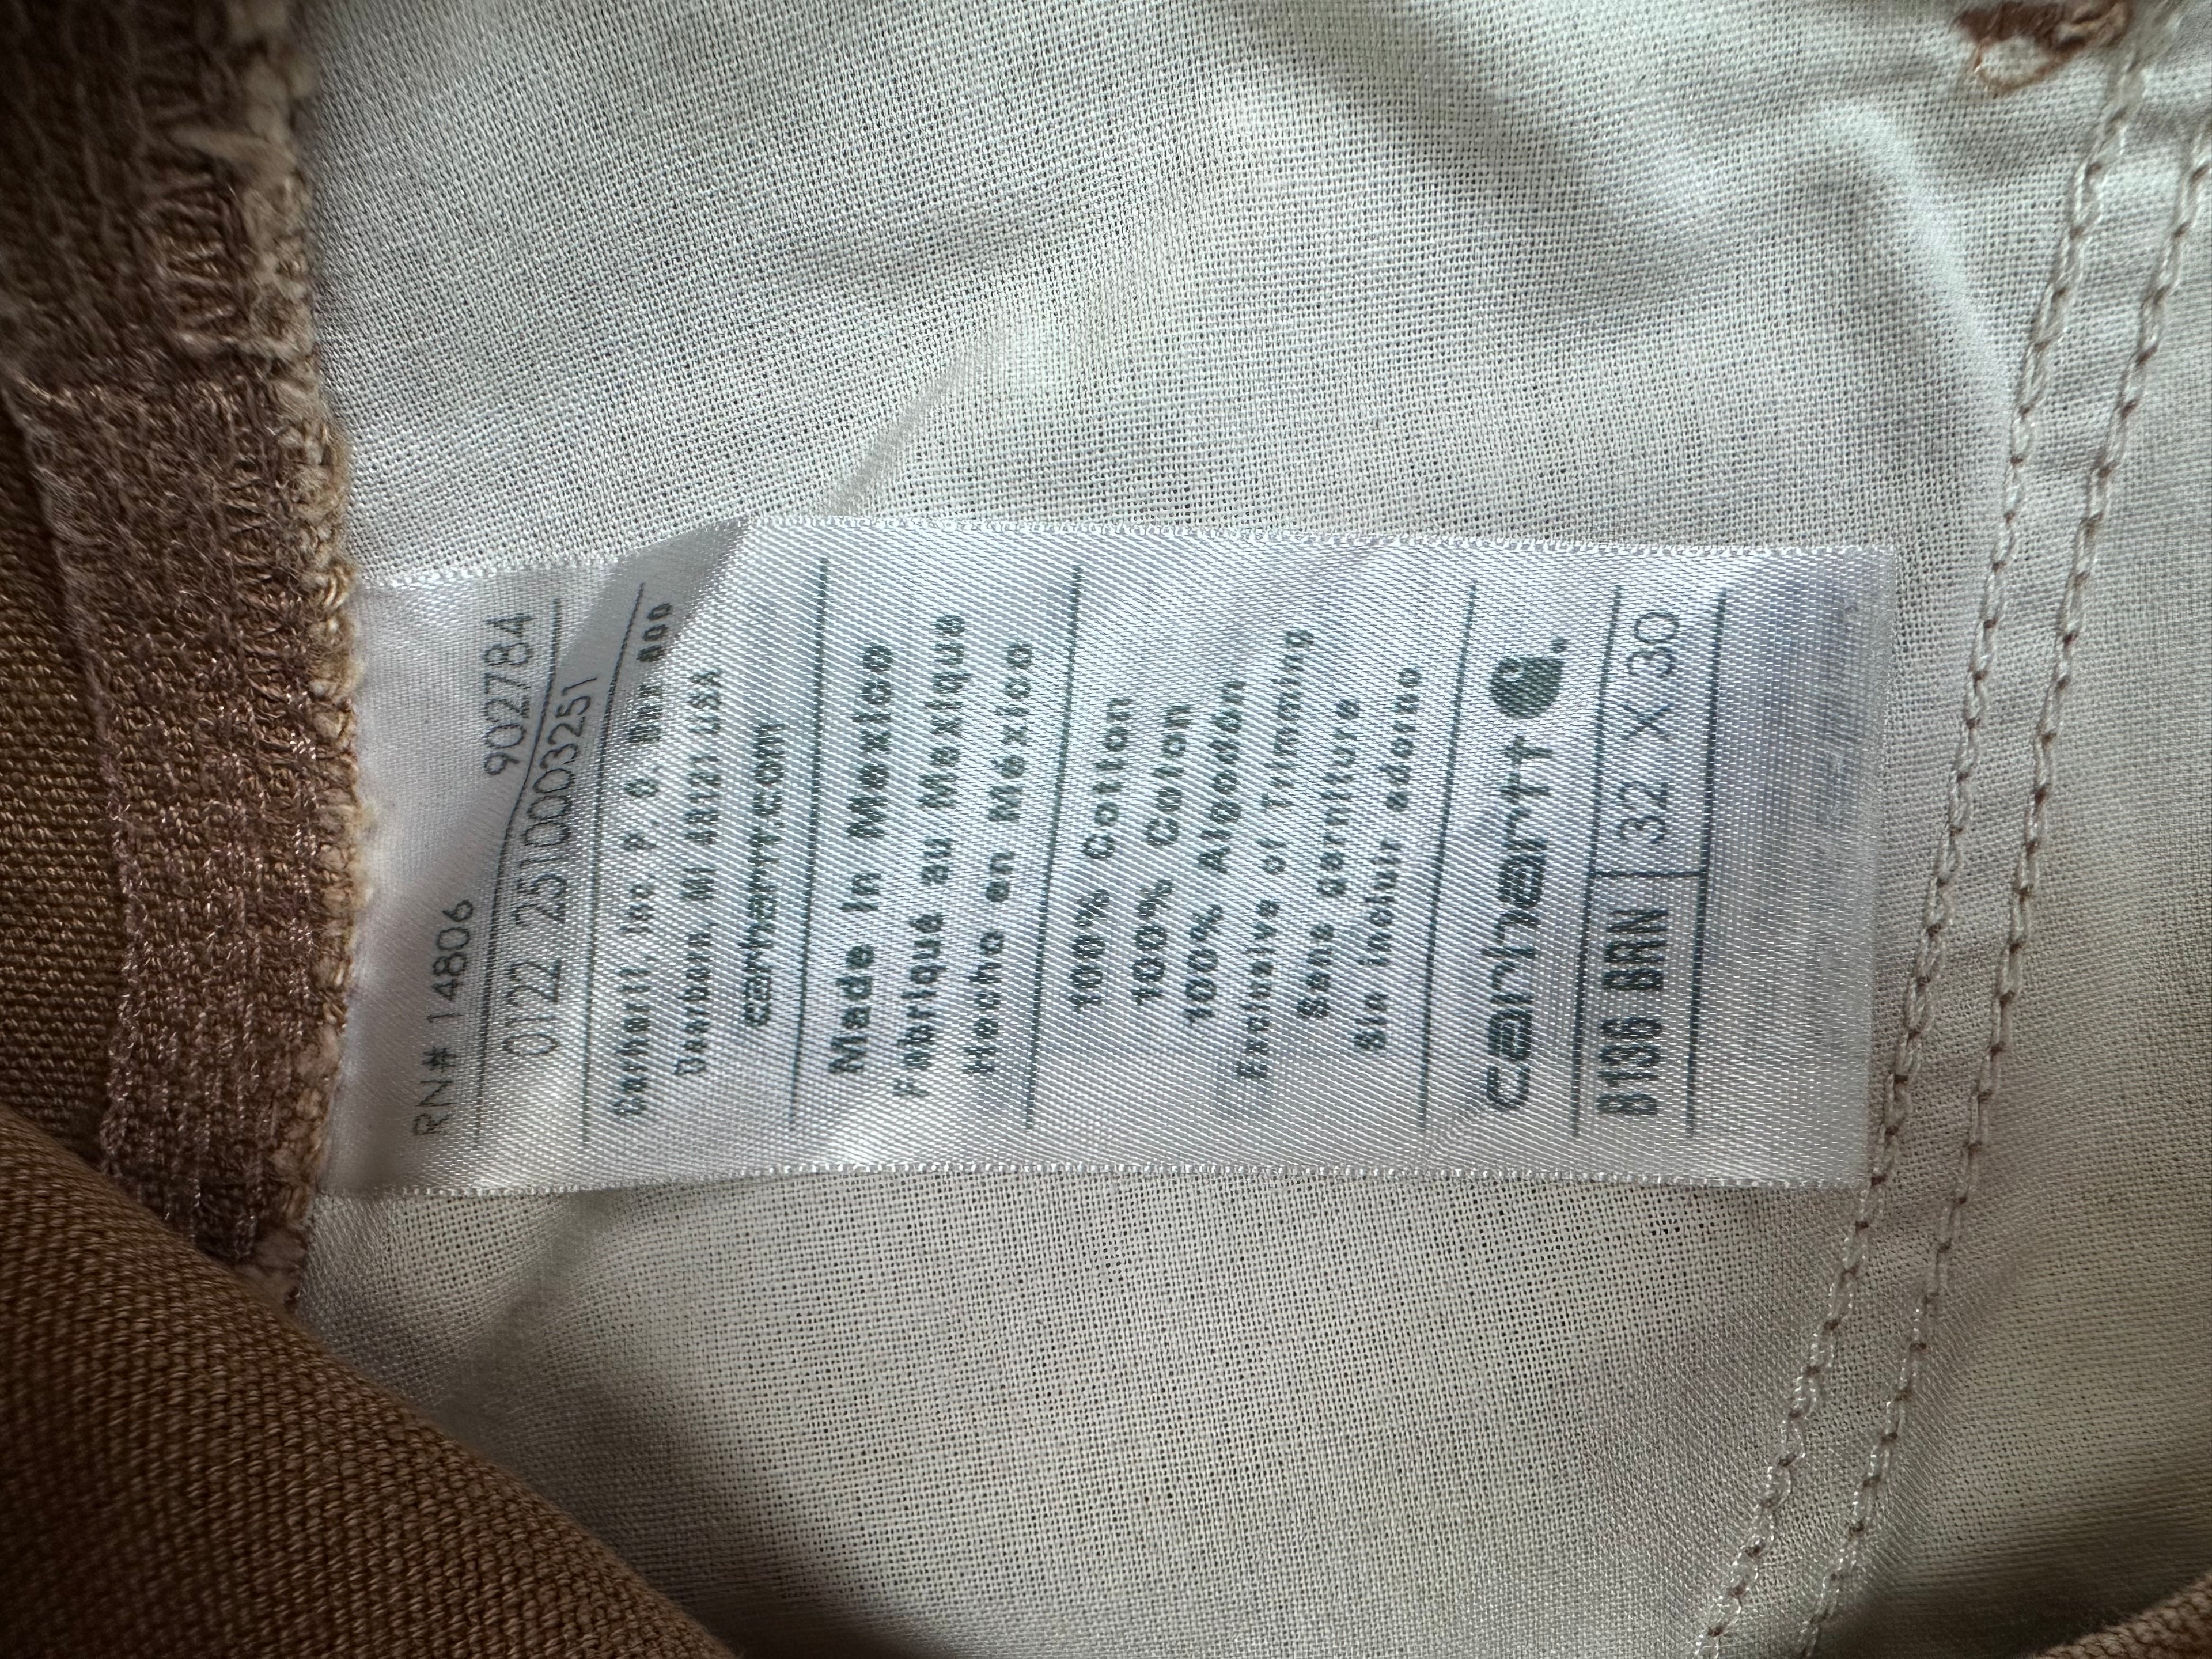 RN# 14806 902784
0122 2510003251
Carhartt, Inc. P. O. Box 600
Dearborn MI 48121 USA
carhartt.com
Made In Mexico
Fabriqué au Mexique
Hecho en México
100% Cotton
100% Coton
100% Algodón
Exclusive of Trimming
Sans garniture
Sin incluir adorno
carhartt
B136 BRN 32 X 30